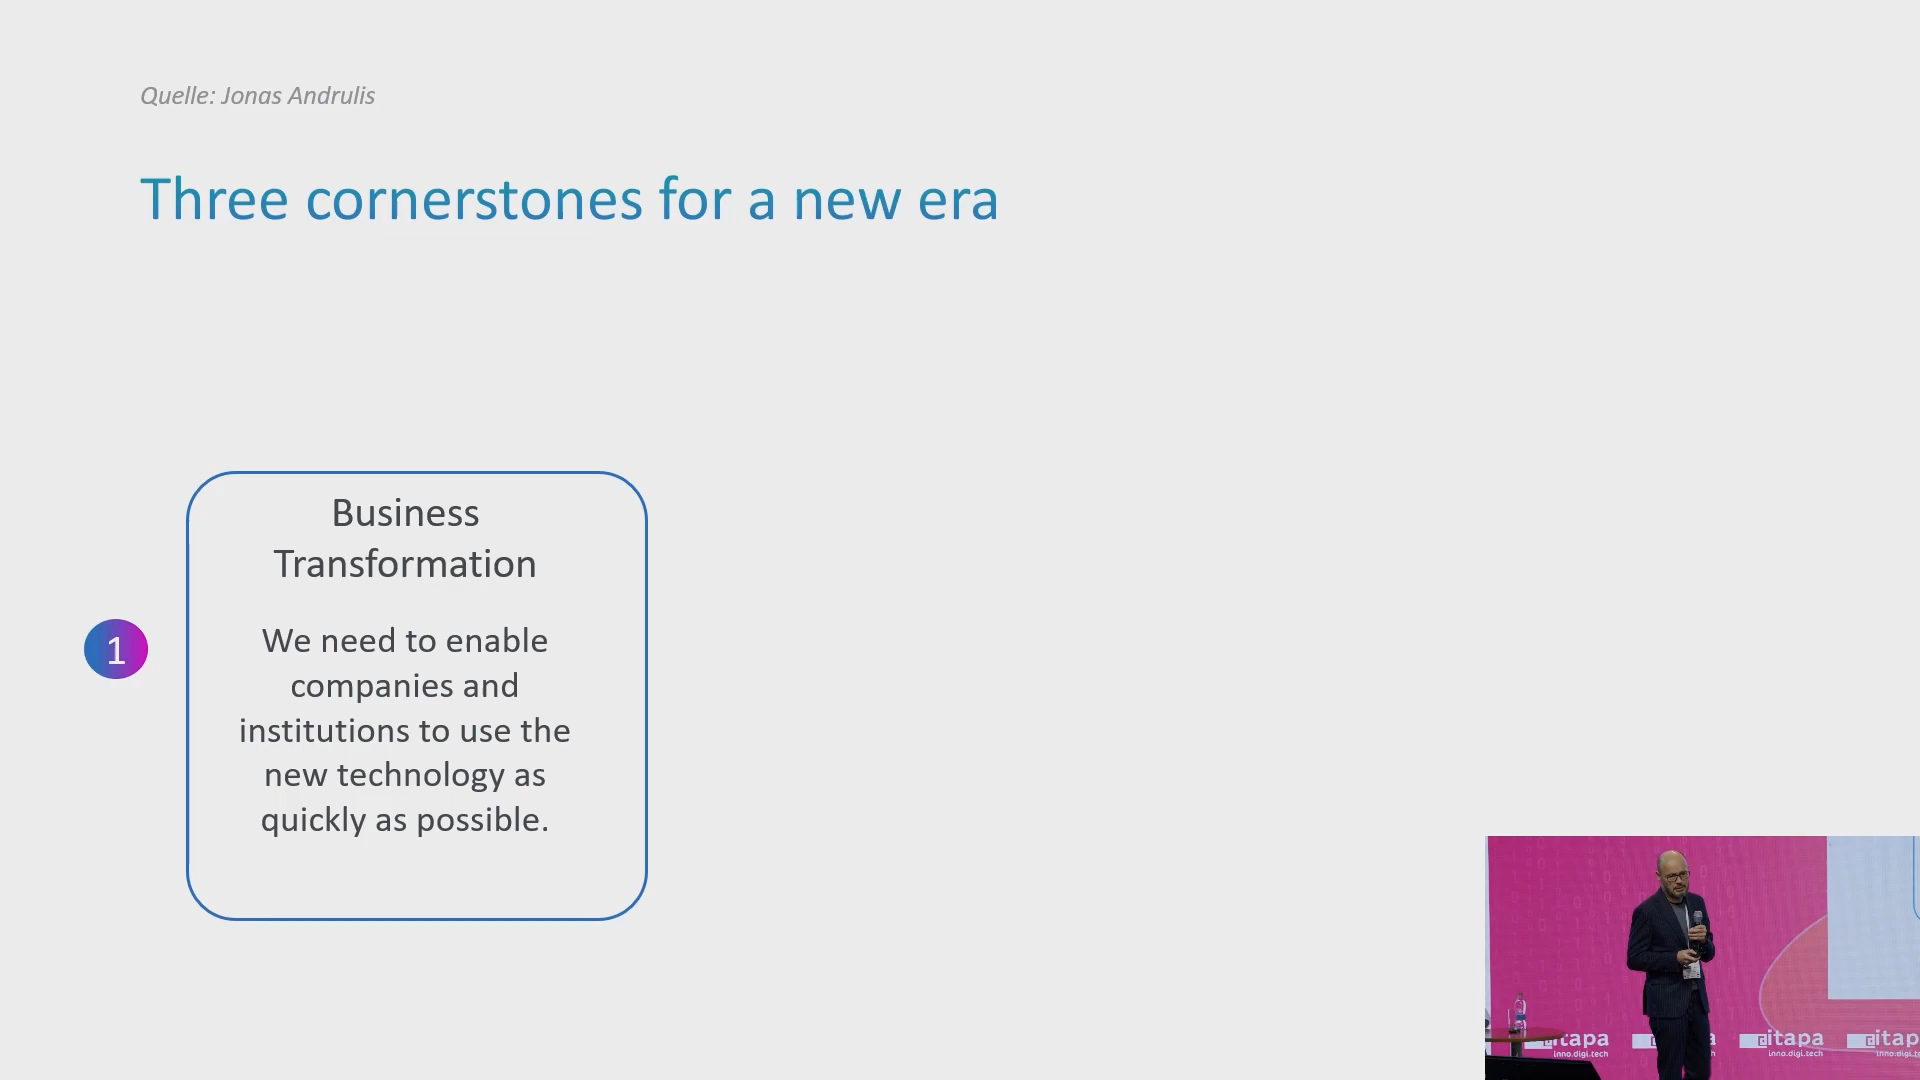 Quelle: Jonas Andrulis
Three cornerstones for a new era
1
Business
Transformation
We need to enable
companies and
institutions to use the
new technology as
quickly as possible.
itapa
inno.digi.tech
itapa
inno.digi.tech